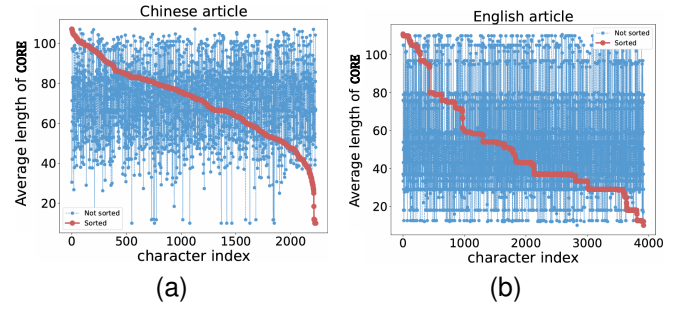 Chinese article
Average length of CORE
100
80
60
40
20
Not sorted
Sorted
0
500
1000
1500
2000
character index
(a)
English article
Average length of CORE
100
80
60
40
20
Not sorted
Sorted
0
1000
2000
3000
4000
character index
(b)